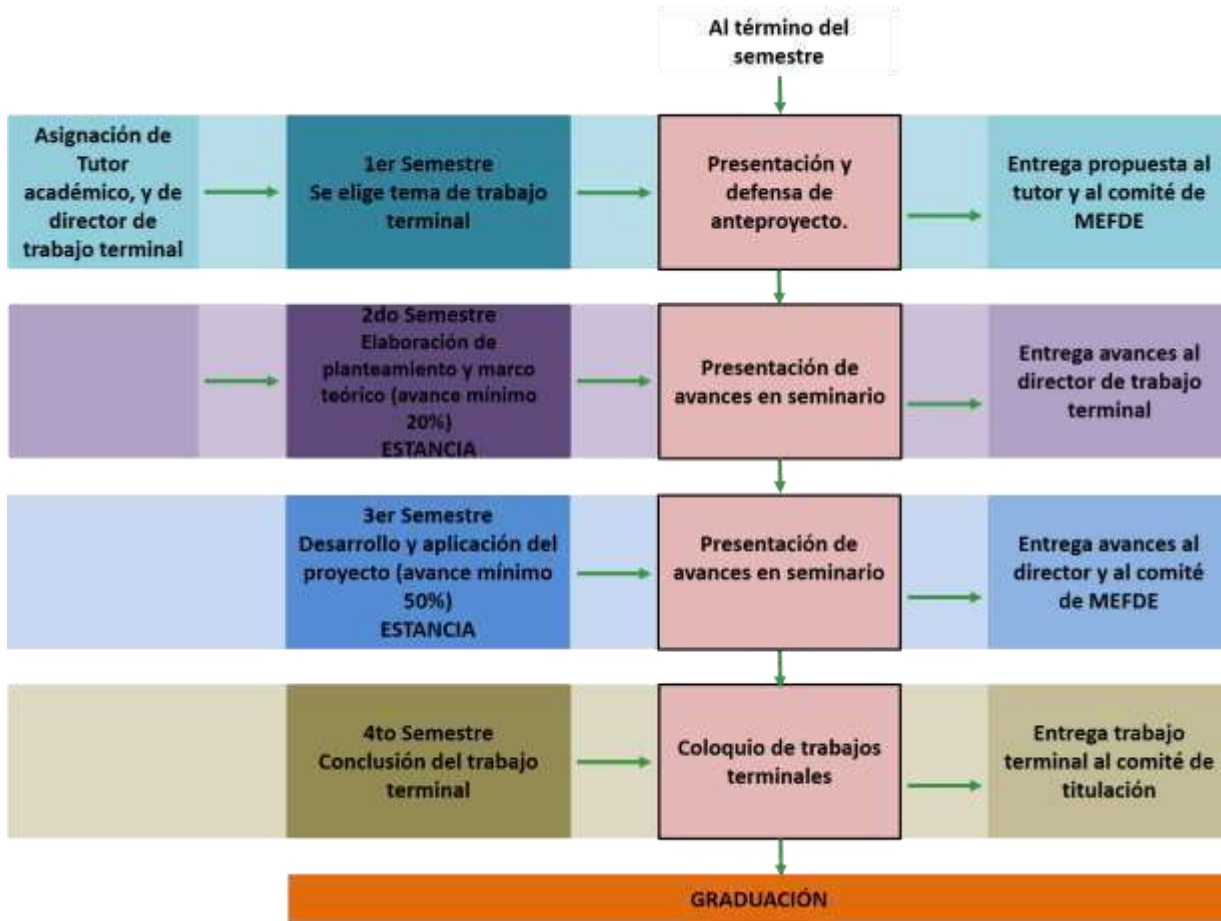 Al término del
semestre
Asignación de
Tutor
académico, y de
director de
trabajo terminal
1er Semestre
Se elige tema de trabajo
terminal
Presentación y
defensa de
anteproyecto.
Entrega propuesta al
tutor y al comité de
MEFDE
2do Semestre
Elaboración de
planteamiento y marco
teórico (avance mínimo
20%)
ESTANCIA
Presentación de
avances en seminario
Entrega avances al
director de trabajo
terminal
3er Semestre
Desarrollo y aplicación del
proyecto (avance mínimo
50%)
ESTANCIA
Presentación de
avances en seminario
Entrega avances al
director y al comité
de MEFDE
4to Semestre
Conclusión del trabajo
terminal
Coloquio de trabajos
terminales
Entrega trabajo
terminal al comité de
titulación
GRADUACIÓN